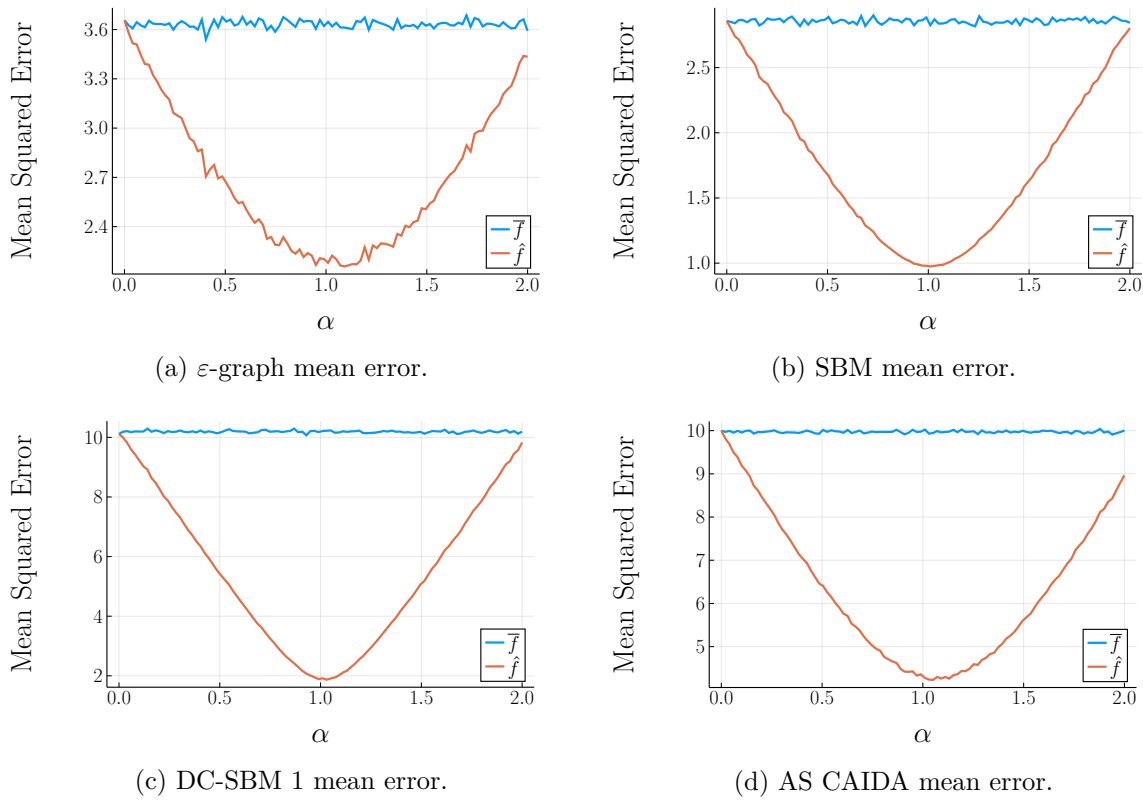 Mean Squared Error
3.6
3.3
3.0
2.7
2.4
0.0 0.5 1.0 1.5 2.0
α
f̅
f̂
(a) ε-graph mean error.
Mean Squared Error
2.5
2.0
1.5
1.0
0.0 0.5 1.0 1.5 2.0
α
f̅
f̂
(b) SBM mean error.
Mean Squared Error
10
8
6
4
2
0.0 0.5 1.0 1.5 2.0
α
f̅
f̂
(c) DC-SBM 1 mean error.
Mean Squared Error
10
9
8
7
6
5
0.0 0.5 1.0 1.5 2.0
α
f̅
f̂
(d) AS CAIDA mean error.